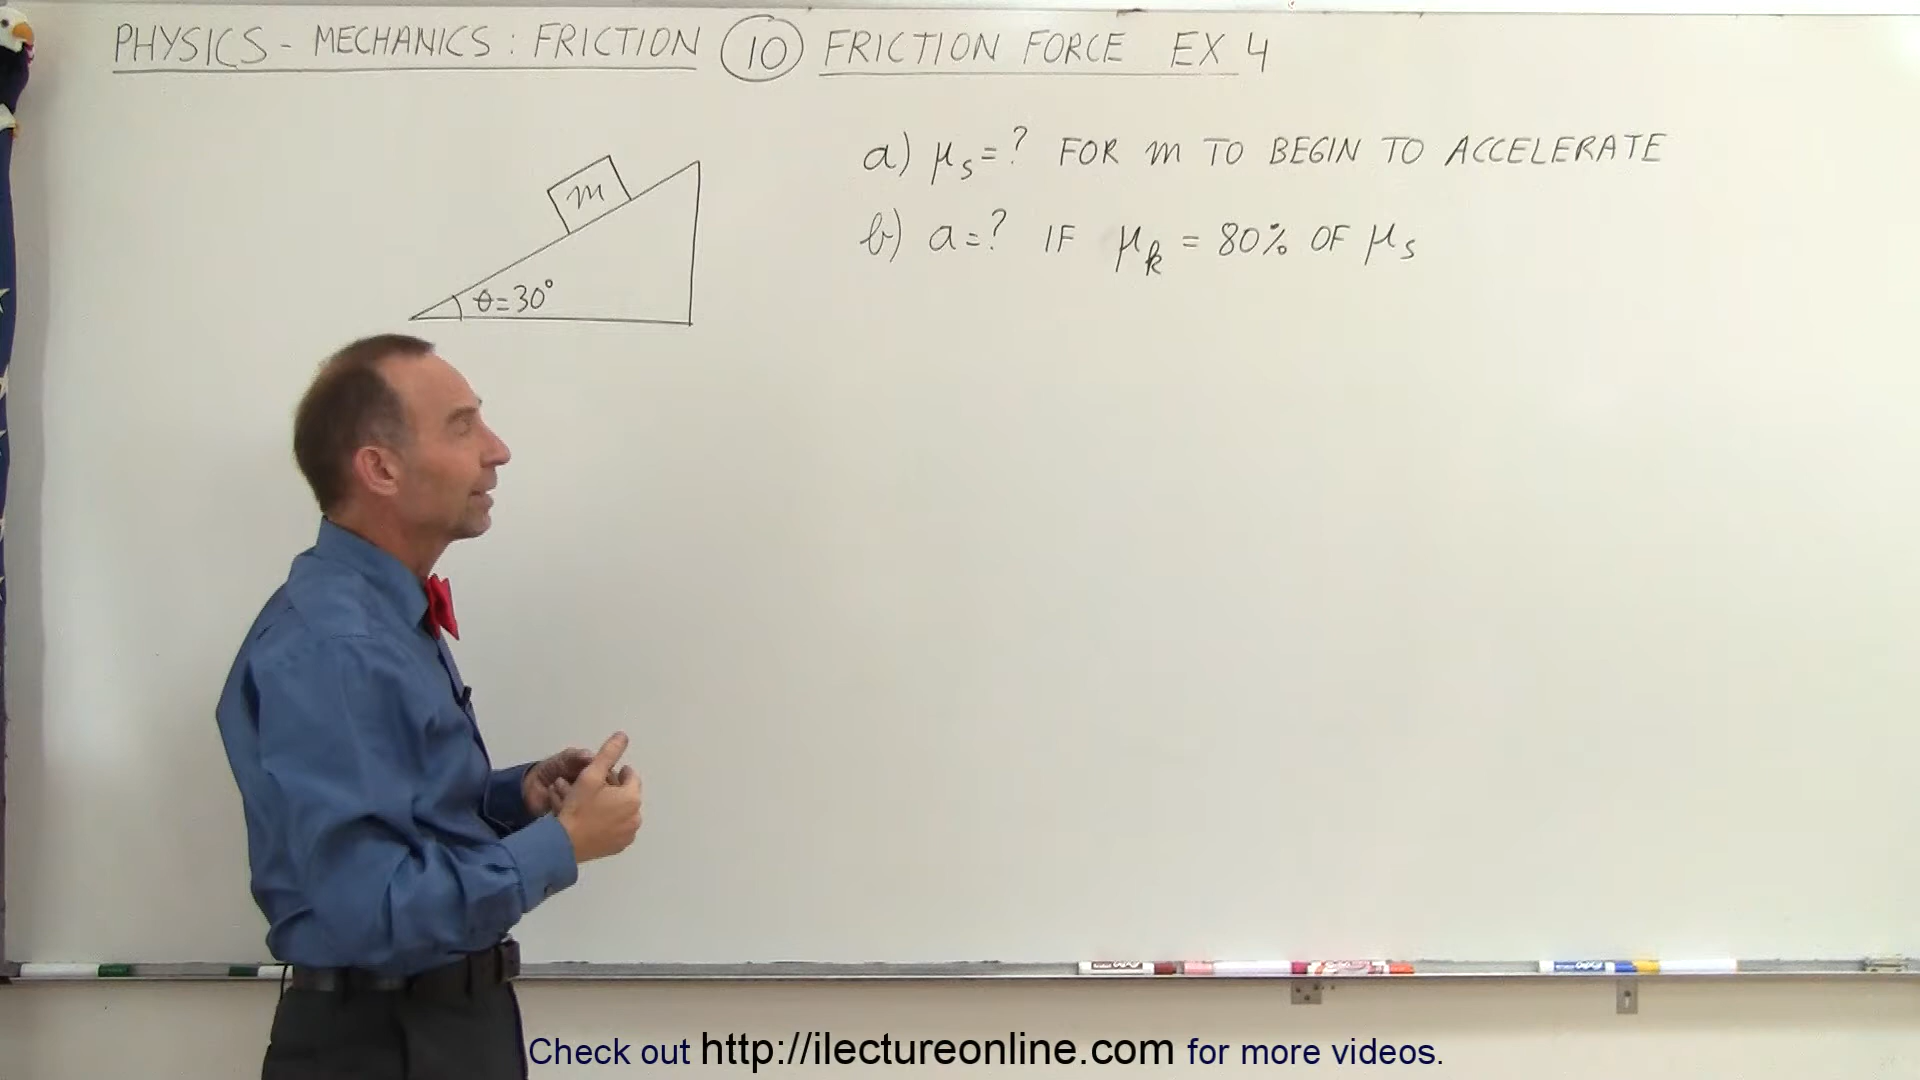 PHYSICS - MECHANICS: FRICTION 10 FRICTION FORCE EX 4
a) μs = ? FOR m TO BEGIN TO ACCELERATE
b) a = ? IF μk = 80% OF μs
m
θ = 30°
Check out http://ilectureonline.com for more videos.